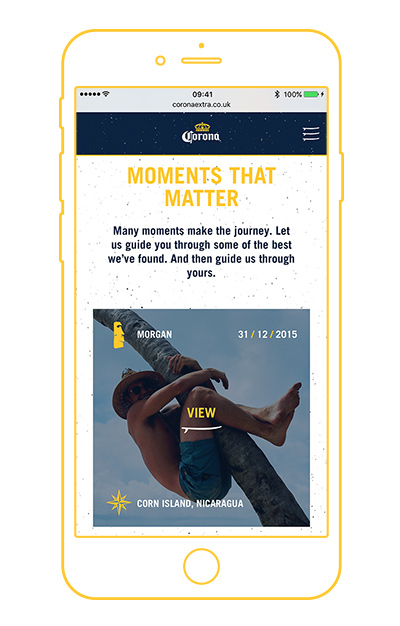 09:41
100%
coronaextra.co.uk
Corona
MOMENTS THAT
MATTER
Many moments make the journey. Let
us guide you through some of the best
we've found. And then guide us through
yours.
MORGAN
31 / 12 / 2015
VIEW
CORN ISLAND, NICARAGUA